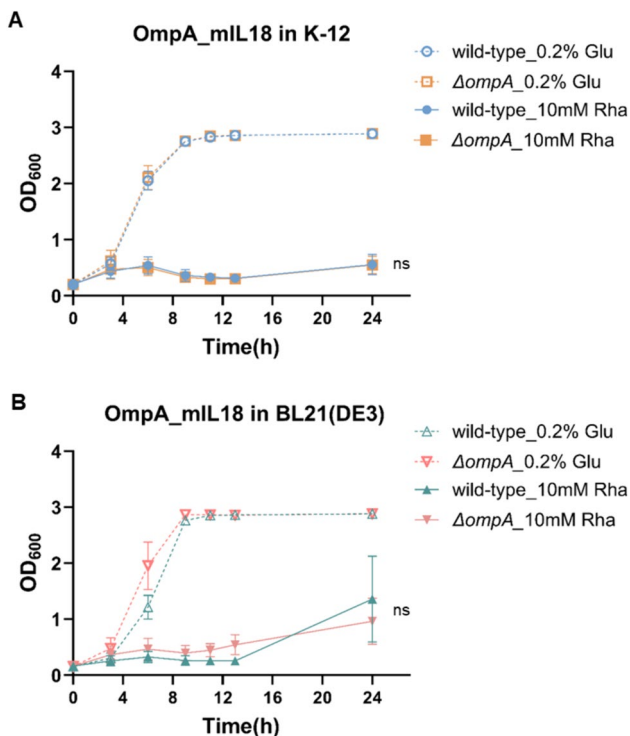 A
OmpA_mIL18 in K-12
wild-type_0.2% Glu
ΔompA_0.2% Glu
wild-type_10mM Rha
ΔompA_10mM Rha
OD600
4
3
2
1
0
ns
0 4 8 12 16 20 24
Time(h)
B
OmpA_mIL18 in BL21(DE3)
wild-type_0.2% Glu
ΔompA_0.2% Glu
wild-type_10mM Rha
ΔompA_10mM Rha
OD600
4
3
2
1
0
ns
0 4 8 12 16 20 24
Time(h)